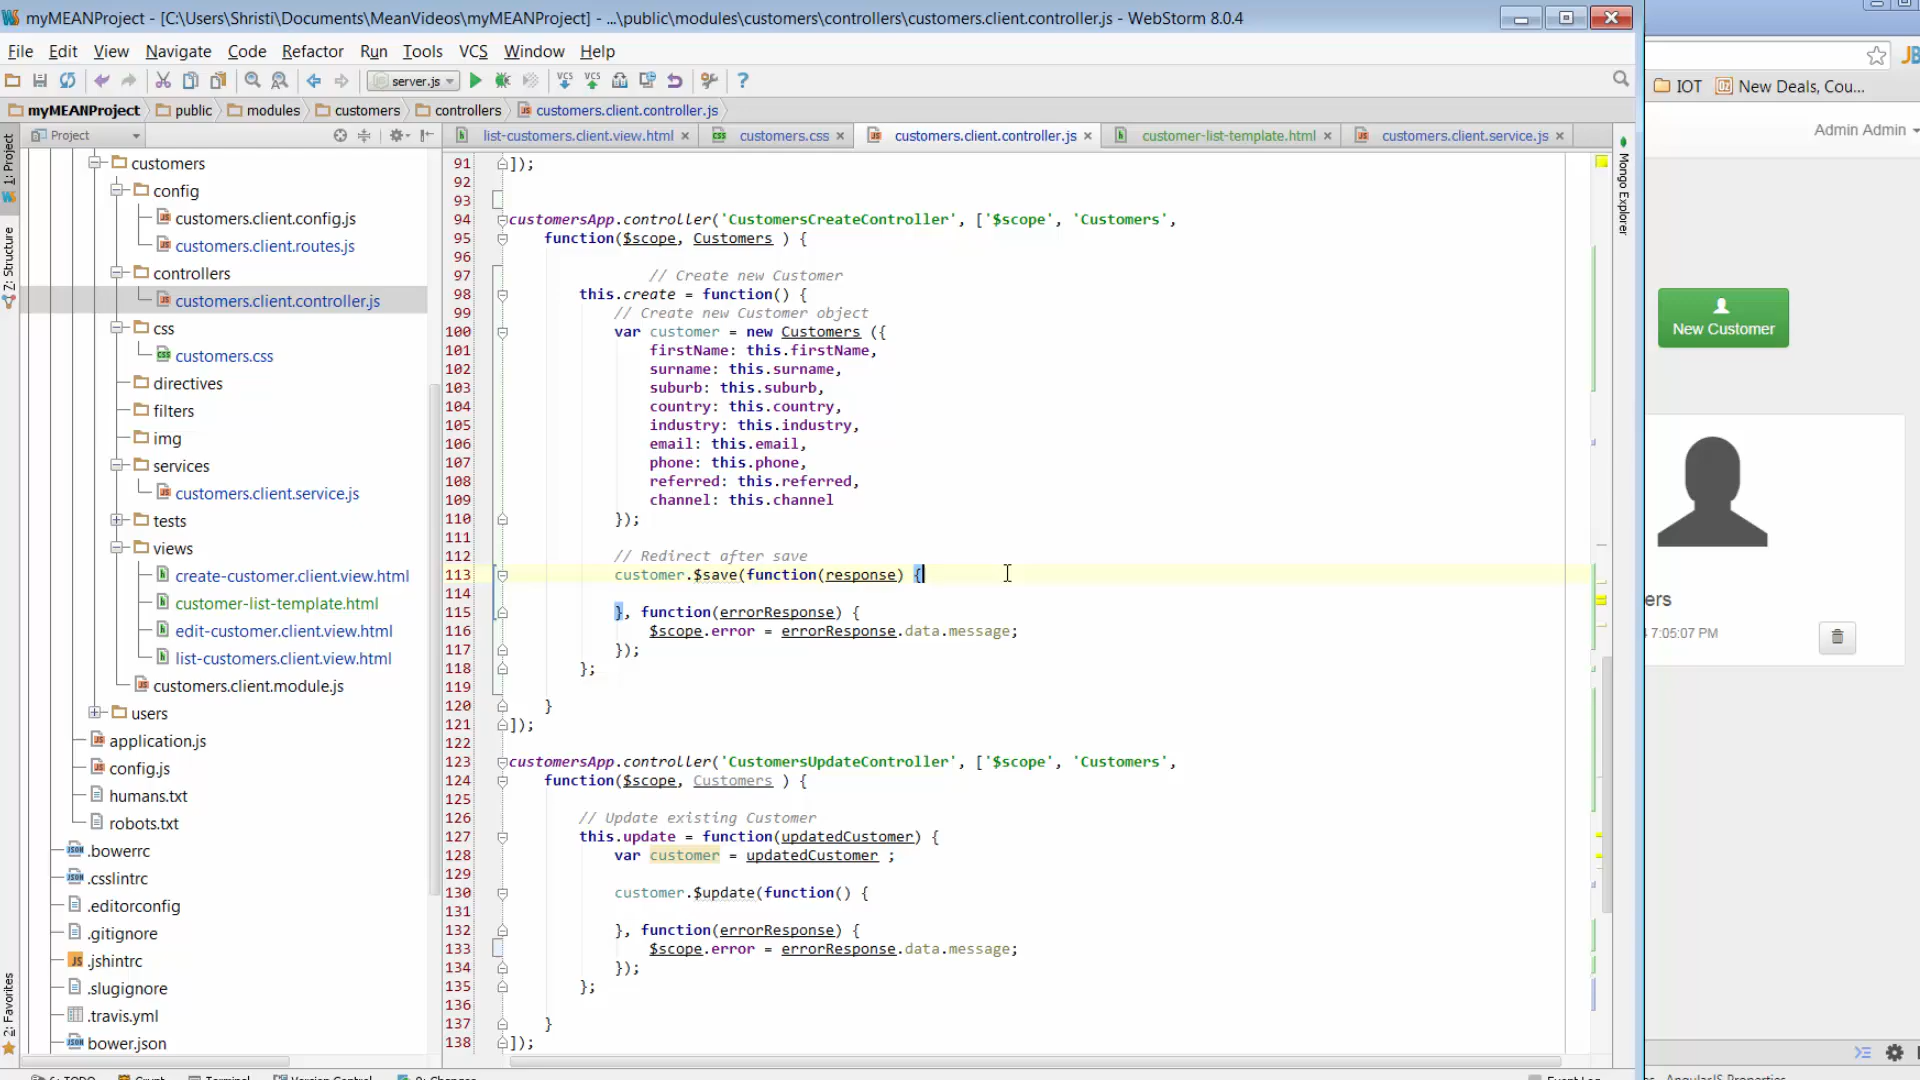 myMEANProject - [C:\Users\Shristi\Documents\MeanVideos\myMEANProject] - ...\public\modules\customers\controllers\customers.client.controller.js - WebStorm 8.0.4
File Edit View Navigate Code Refactor Run Tools VCS Window Help
server.js
VCS VCS
myMEANProject public modules customers controllers customers.client.controller.js
Project
list-customers.client.view.html customers.css customers.client.controller.js customer-list-template.html customers.client.service.js
1: Project
Z: Structure
2: Favorites
customers
config
customers.client.config.js
customers.client.routes.js
controllers
customers.client.controller.js
css
customers.css
directives
filters
img
services
customers.client.service.js
tests
views
create-customer.client.view.html
customer-list-template.html
edit-customer.client.view.html
list-customers.client.view.html
customers.client.module.js
users
application.js
config.js
humans.txt
robots.txt
.bowerrc
.csslintrc
.editorconfig
.gitignore
.jshintrc
.slugignore
.travis.yml
bower.json
91 ]);
92
93
94 customersApp.controller('CustomersCreateController', ['$scope', 'Customers',
95 function($scope, Customers ) {
96
97 // Create new Customer
98 this.create = function() {
99 // Create new Customer object
100 var customer = new Customers ({
101 firstName: this.firstName,
102 surname: this.surname,
103 suburb: this.suburb,
104 country: this.country,
105 industry: this.industry,
106 email: this.email,
107 phone: this.phone,
108 referred: this.referred,
109 channel: this.channel
110 });
111
112 // Redirect after save
113 customer.$save(function(response) {
114
115 }, function(errorResponse) {
116 $scope.error = errorResponse.data.message;
117 });
118 };
119
120 }
121 ]);
122
123 customersApp.controller('CustomersUpdateController', ['$scope', 'Customers',
124 function($scope, Customers ) {
125
126 // Update existing Customer
127 this.update = function(updatedCustomer) {
128 var customer = updatedCustomer ;
129
130 customer.$update(function() {
131
132 }, function(errorResponse) {
133 $scope.error = errorResponse.data.message;
134 });
135 };
136
137 }
138 ]);
Mongo Explorer
IOT New Deals, Cou...
Admin Admin
New Customer
ers
7:05:07 PM